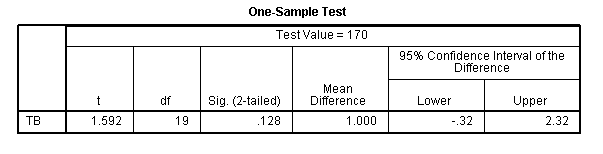 One-Sample Test
Test Value = 170
95% Confidence Interval of the
Difference
t df Sig. (2-tailed) Mean
Difference Lower Upper
TB 1.592 19 .128 1.000 -.32 2.32